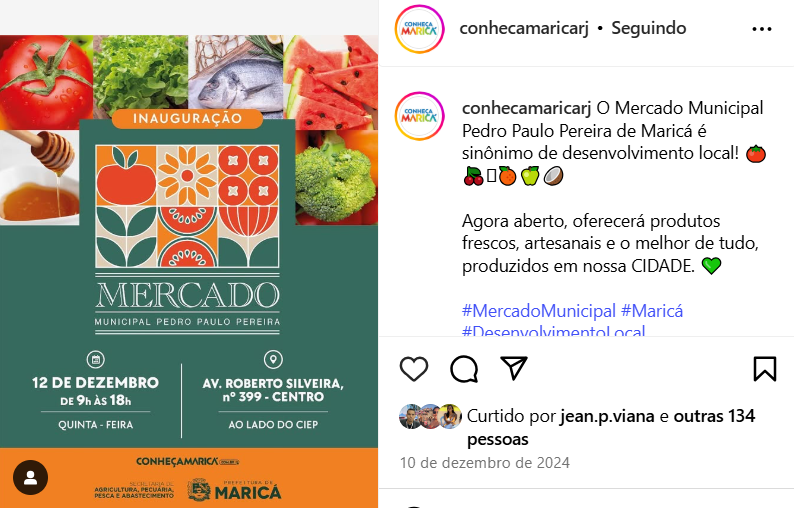 INAUGURAÇÃO
MERCADO
MUNICIPAL PEDRO PAULO PEREIRA
12 DE DEZEMBRO
DE 9h ÀS 18h
QUINTA - FEIRA
AV. ROBERTO SILVEIRA,
nº 399 - CENTRO
AO LADO DO CIEP
CONHEÇAMARICÁ
SECRETARIA DE
AGRICULTURA, PECUÁRIA,
PESCA E ABASTECIMENTO
PREFEITURA DE
MARICÁ
CONHEÇA
MARICÁ
conhecamaricarj • Seguindo
CONHEÇA
MARICÁ
conhecamaricarj O Mercado Municipal
Pedro Paulo Pereira de Maricá é
sinônimo de desenvolvimento local! 🍅
🍒▯🍊🍏🥥
Agora aberto, oferecerá produtos
frescos, artesanais e o melhor de tudo,
produzidos em nossa CIDADE. 💚
#MercadoMunicipal #Maricá
#DesenvolvimentoLocal
Curtido por jean.p.viana e outras 134
pessoas
10 de dezembro de 2024